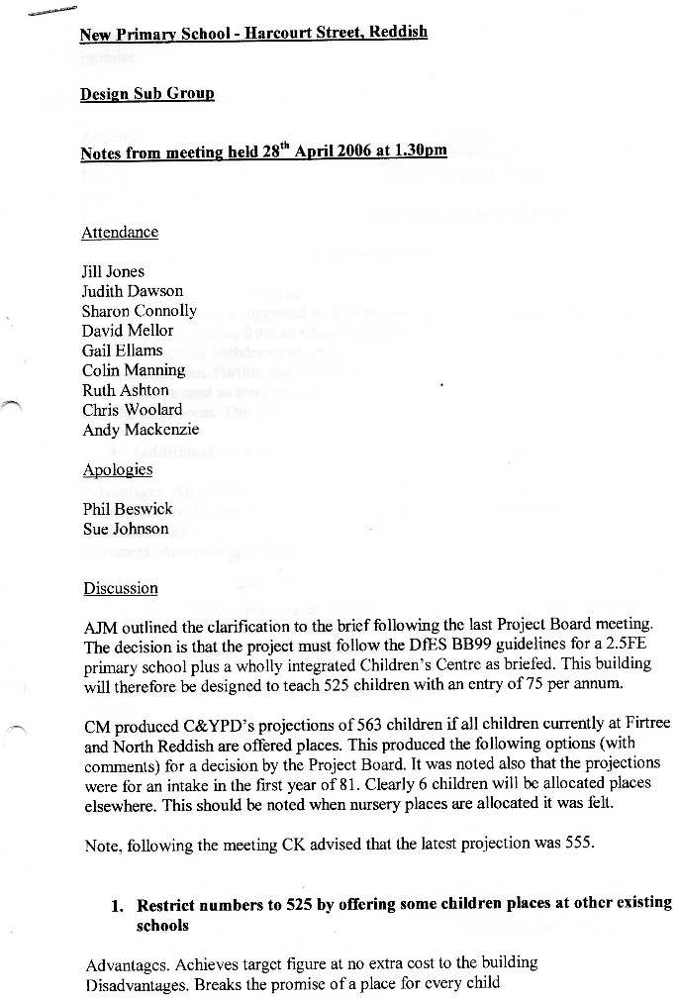 New Primary School - Harcourt Street, Reddish
Design Sub Group
Notes from meeting held 28th April 2006 at 1.30pm
Attendance
Jill Jones
Judith Dawson
Sharon Connolly
David Mellor
Gail Ellams
Colin Manning
Ruth Ashton
Chris Woolard
Andy Mackenzie
Apologies
Phil Beswick
Sue Johnson
Discussion
AJM outlined the clarification to the brief following the last Project Board meeting.
The decision is that the project must follow the DfES BB99 guidelines for a 2.5FE
primary school plus a wholly integrated Children's Centre as briefed. This building
will therefore be designed to teach 525 children with an entry of 75 per annum.
CM produced C&YPD's projections of 563 children if all children currently at Firtree
and North Reddish are offered places. This produced the following options (with
comments) for a decision by the Project Board. It was noted also that the projections
were for an intake in the first year of 81. Clearly 6 children will be allocated places
elsewhere. This should be noted when nursery places are allocated it was felt.
Note, following the meeting CK advised that the latest projection was 555.
1. Restrict numbers to 525 by offering some children places at other existing
schools
Advantages. Achieves target figure at no extra cost to the building
Disadvantages. Breaks the promise of a place for every child